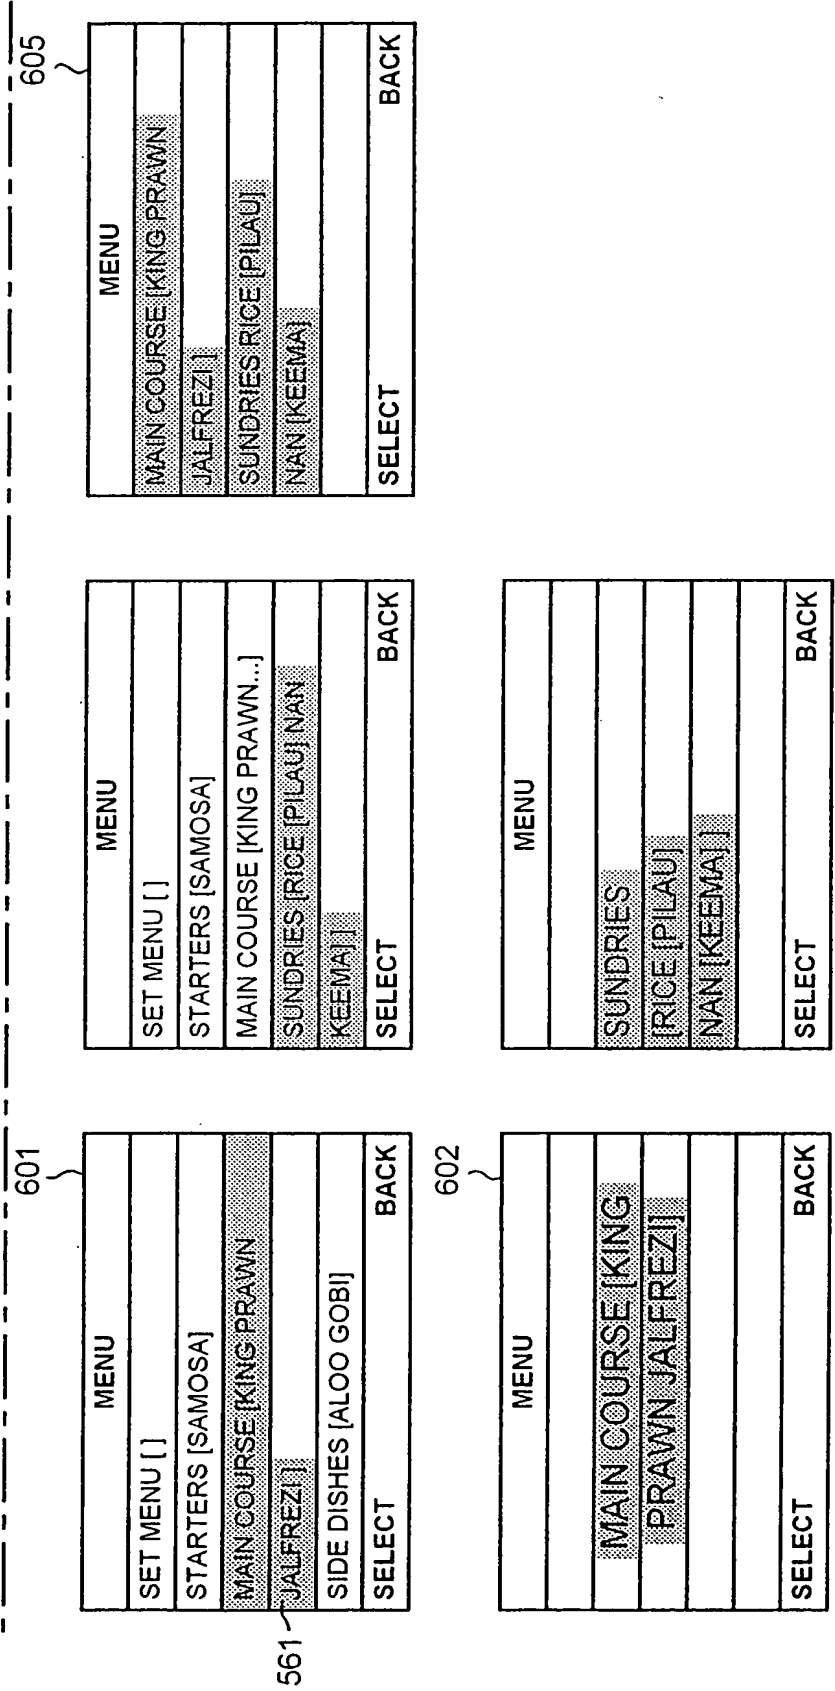 601
MENU
SET MENU [ ]
STARTERS [SAMOSA]
MAIN COURSE [KING PRAWN
JALFREZI ]
SIDE DISHES [ALOO GOBI]
SELECT BACK
561
MENU
SET MENU [ ]
STARTERS [SAMOSA]
MAIN COURSE [KING PRAWN...]
SUNDRIES [RICE [PILAU] NAN
KEEMA] ]
SELECT BACK
605
MENU
MAIN COURSE [KING PRAWN
JALFREZI ]
SUNDRIES RICE [PILAU]
NAN [KEEMA]
SELECT BACK
602
MENU
MAIN COURSE [KING
PRAWN JALFREZI]
SELECT BACK
MENU
SUNDRIES
[RICE [PILAU]
NAN [KEEMA] ]
SELECT BACK